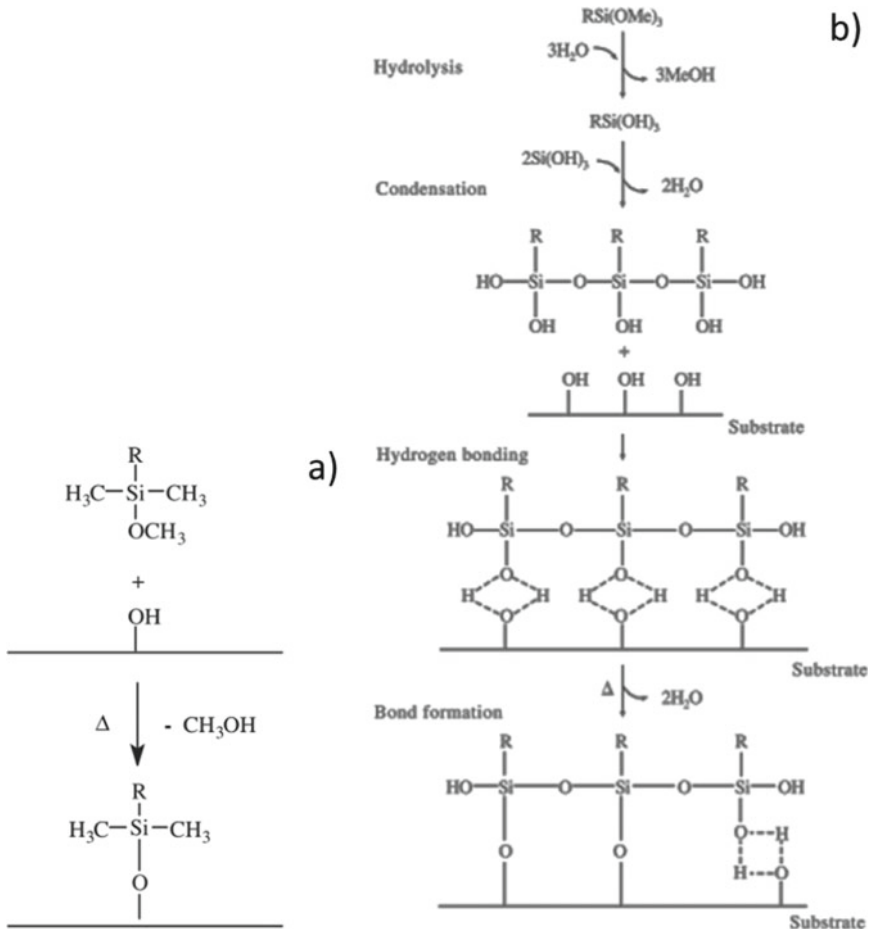 b)
RSi(OMe)₃
3H₂O
Hydrolysis
3MeOH
RSi(OH)₃
2Si(OH)₃
Condensation
2H₂O
R R R
HO—Si—O—Si—O—Si—OH
OH OH OH
+
OH OH OH
Substrate
Hydrogen bonding
R R R
HO—Si—O—Si—O—Si—OH
O O O
H H H H H H
O O O
Substrate
Δ 2H₂O
Bond formation
R R R
HO—Si—O—Si—O—Si—OH
O H
O O H O
Substrate
a)
R
H₃C—Si—CH₃
OCH₃
+
OH
Δ - CH₃OH
R
H₃C—Si—CH₃
O